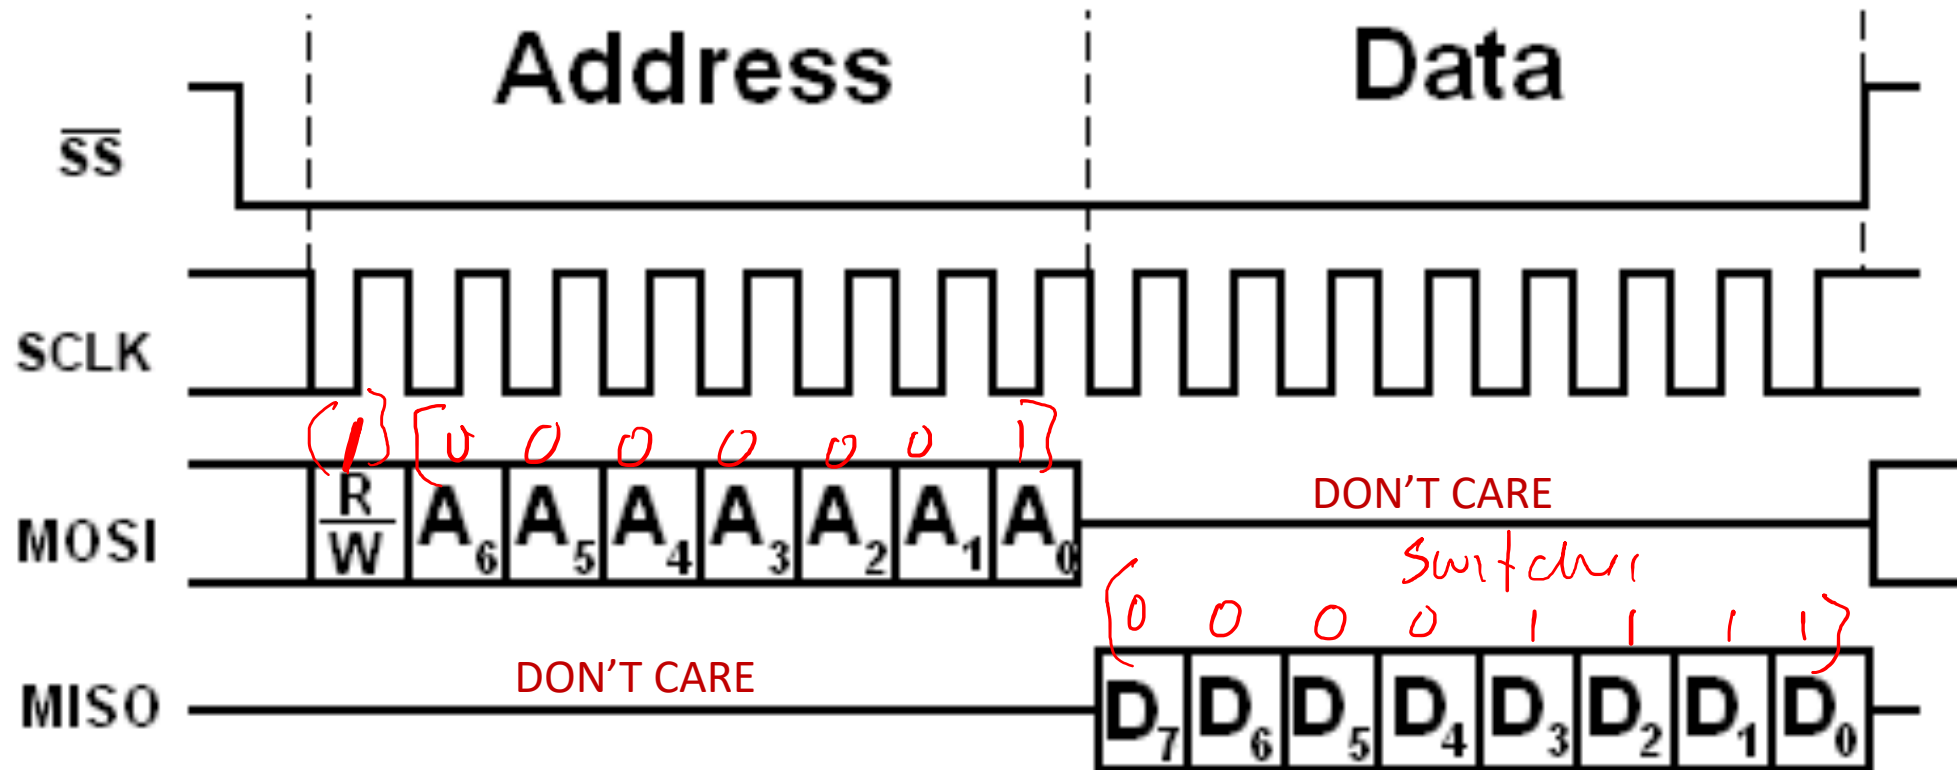 Address Data
SS
SCLK
(1) [0 0 0 0 0 0 1]
MOSI R/W A6 A5 A4 A3 A2 A1 A0 DON'T CARE
switches
{0 0 0 0 1 1 1 1}
MISO DON'T CARE D7 D6 D5 D4 D3 D2 D1 D0